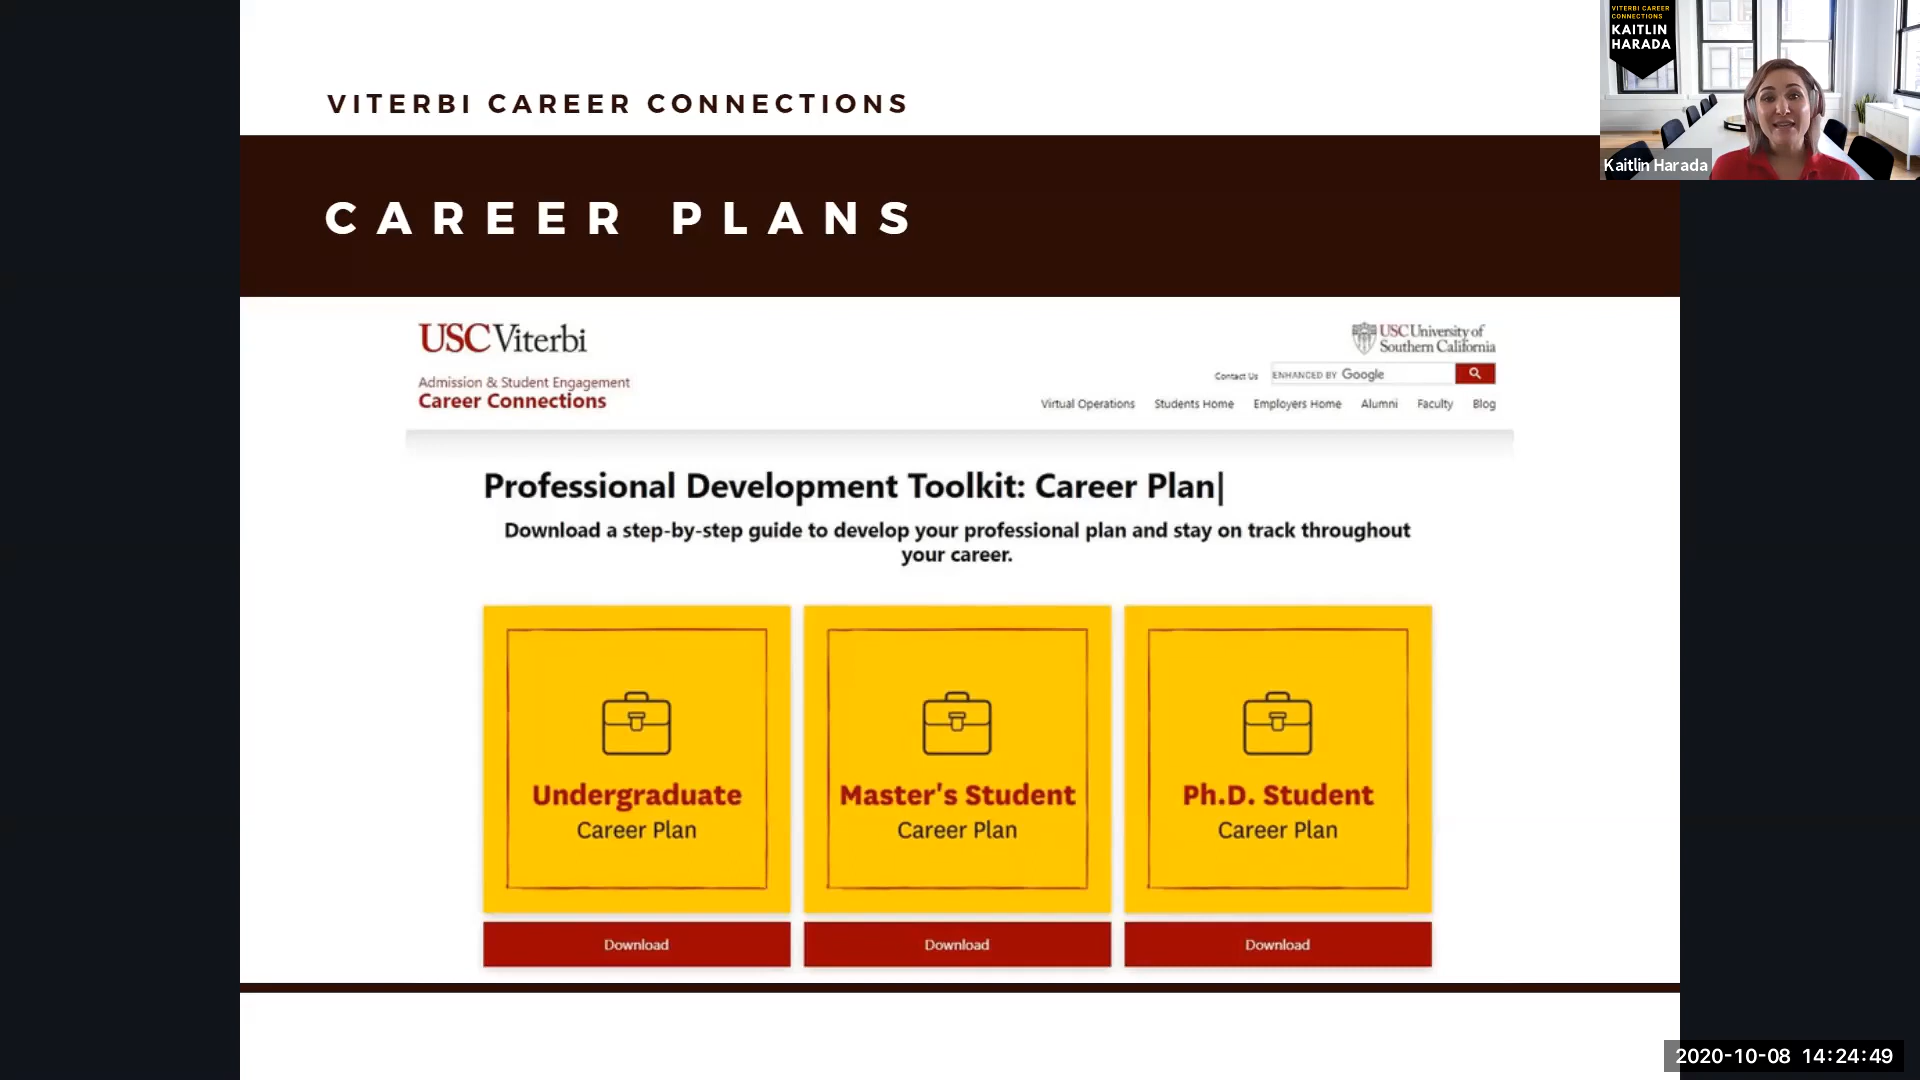 VITERBI CAREER CONNECTIONS
CAREER PLANS
VITERBI CAREER
CONNECTIONS
KAITLIN
HARADA
Kaitlin Harada
USC Viterbi
USC University of
Southern California
Admission & Student Engagement
Career Connections
Contact Us
ENHANCED BY Google
Virtual Operations Students Home Employers Home Alumni Faculty Blog
Professional Development Toolkit: Career Plan|
Download a step-by-step guide to develop your professional plan and stay on track throughout
your career.
Undergraduate
Career Plan
Download
Master's Student
Career Plan
Download
Ph.D. Student
Career Plan
Download
2020-10-08 14:24:49